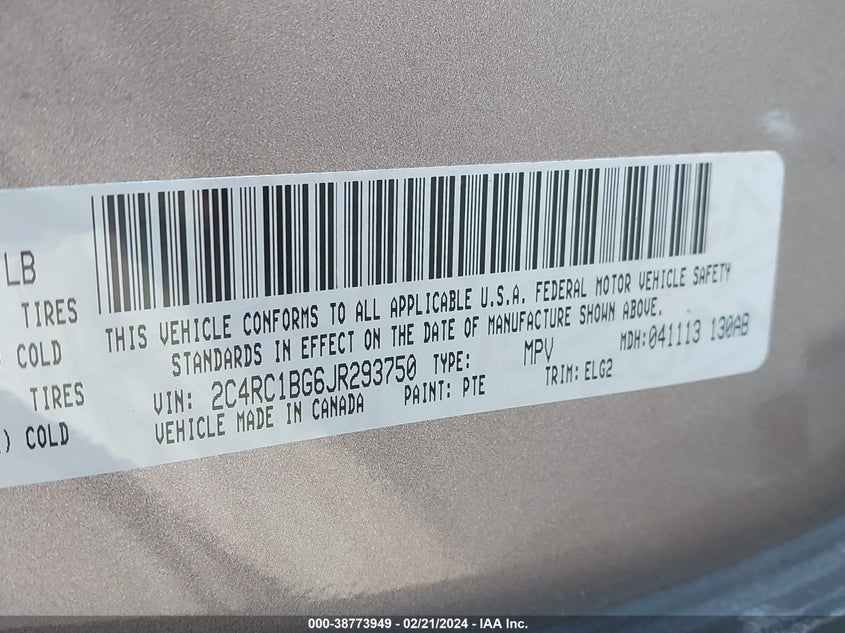 LB
TIRES
COLD
TIRES
) COLD
THIS VEHICLE CONFORMS TO ALL APPLICABLE U.S.A. FEDERAL MOTOR VEHICLE SAFETY
STANDARDS IN EFFECT ON THE DATE OF MANUFACTURE SHOWN ABOVE.
VIN: 2C4RC1BG6JR293750 TYPE: MPV MDH:041113 130AB
VEHICLE MADE IN CANADA PAINT: PTE TRIM: ELG2
000-38773949 - 02/21/2024 - IAA Inc.